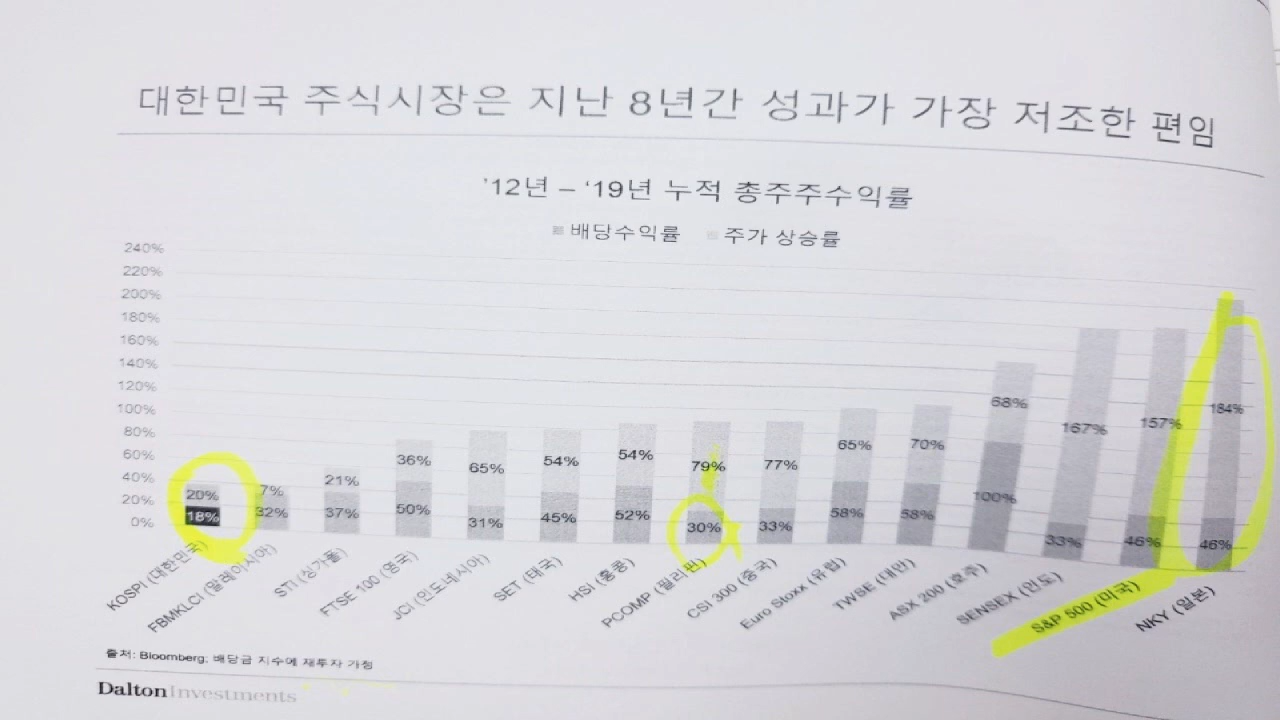 대한민국 주식시장은 지난 8년간 성과가 가장 저조한 편임
'12년 – '19년 누적 총주주수익률
배당수익률 주가 상승률
240%
220%
200%
180%
160%
140%
120%
100%
80%
60%
40%
20%
0%
20% 7% 21% 36% 65% 54% 54% 79% 77% 65% 70% 68% 167% 157% 184%
18% 32% 37% 50% 31% 45% 52% 30% 33% 58% 58% 100% 33% 46% 46%
KOSPI (대한민국)
FBMKLCI (말레이시아)
STI (싱가폴)
FTSE 100 (영국)
JCI (인도네시아)
SET (태국)
HSI (홍콩)
PCOMP (필리핀)
CSI 300 (중국)
Euro Stoxx (유럽)
TWSE (대만)
ASX 200 (호주)
SENSEX (인도)
S&P 500 (미국)
NKY (일본)
출처: Bloomberg; 배당금 지수에 재투자 가정
DaltonInvestments